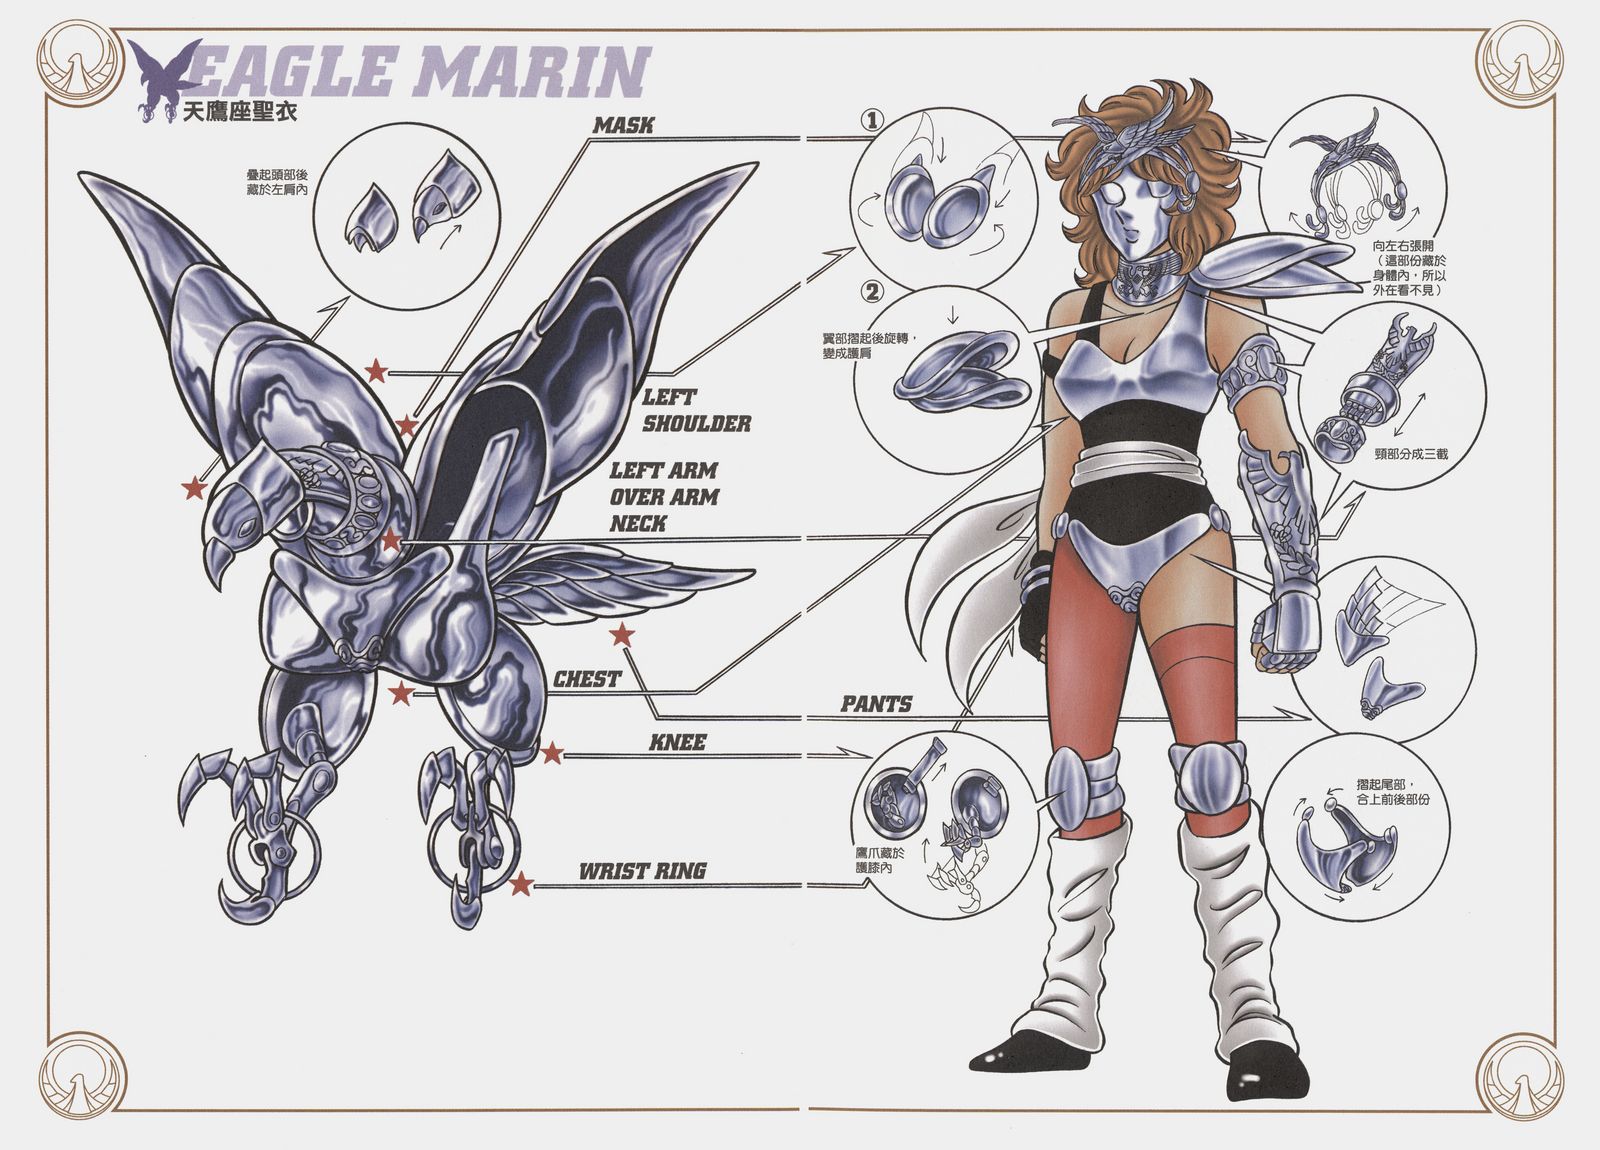 EAGLE MARIN
天鷹座聖衣
MASK
疊起頭部後
藏於左肩內
1
2
向左右張開
（這部份藏於
身體內，所以
外在看不見）
翼部摺起後旋轉，
變成護肩
LEFT
SHOULDER
LEFT ARM
OVER ARM
NECK
頸部分成三截
CHEST
PANTS
KNEE
摺起尾部，
合上前後部份
鷹爪藏於
護膝內
WRIST RING